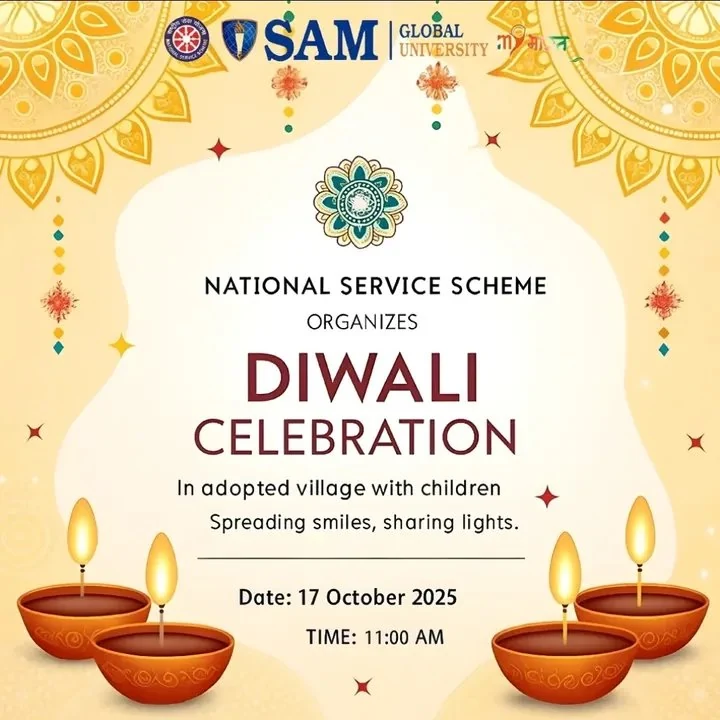 SAM
GLOBAL
UNIVERSITY
NATIONAL SERVICE SCHEME
ORGANIZES
DIWALI
CELEBRATION
In adopted village with children
Spreading smiles, sharing lights.
Date: 17 October 2025
TIME: 11:00 AM